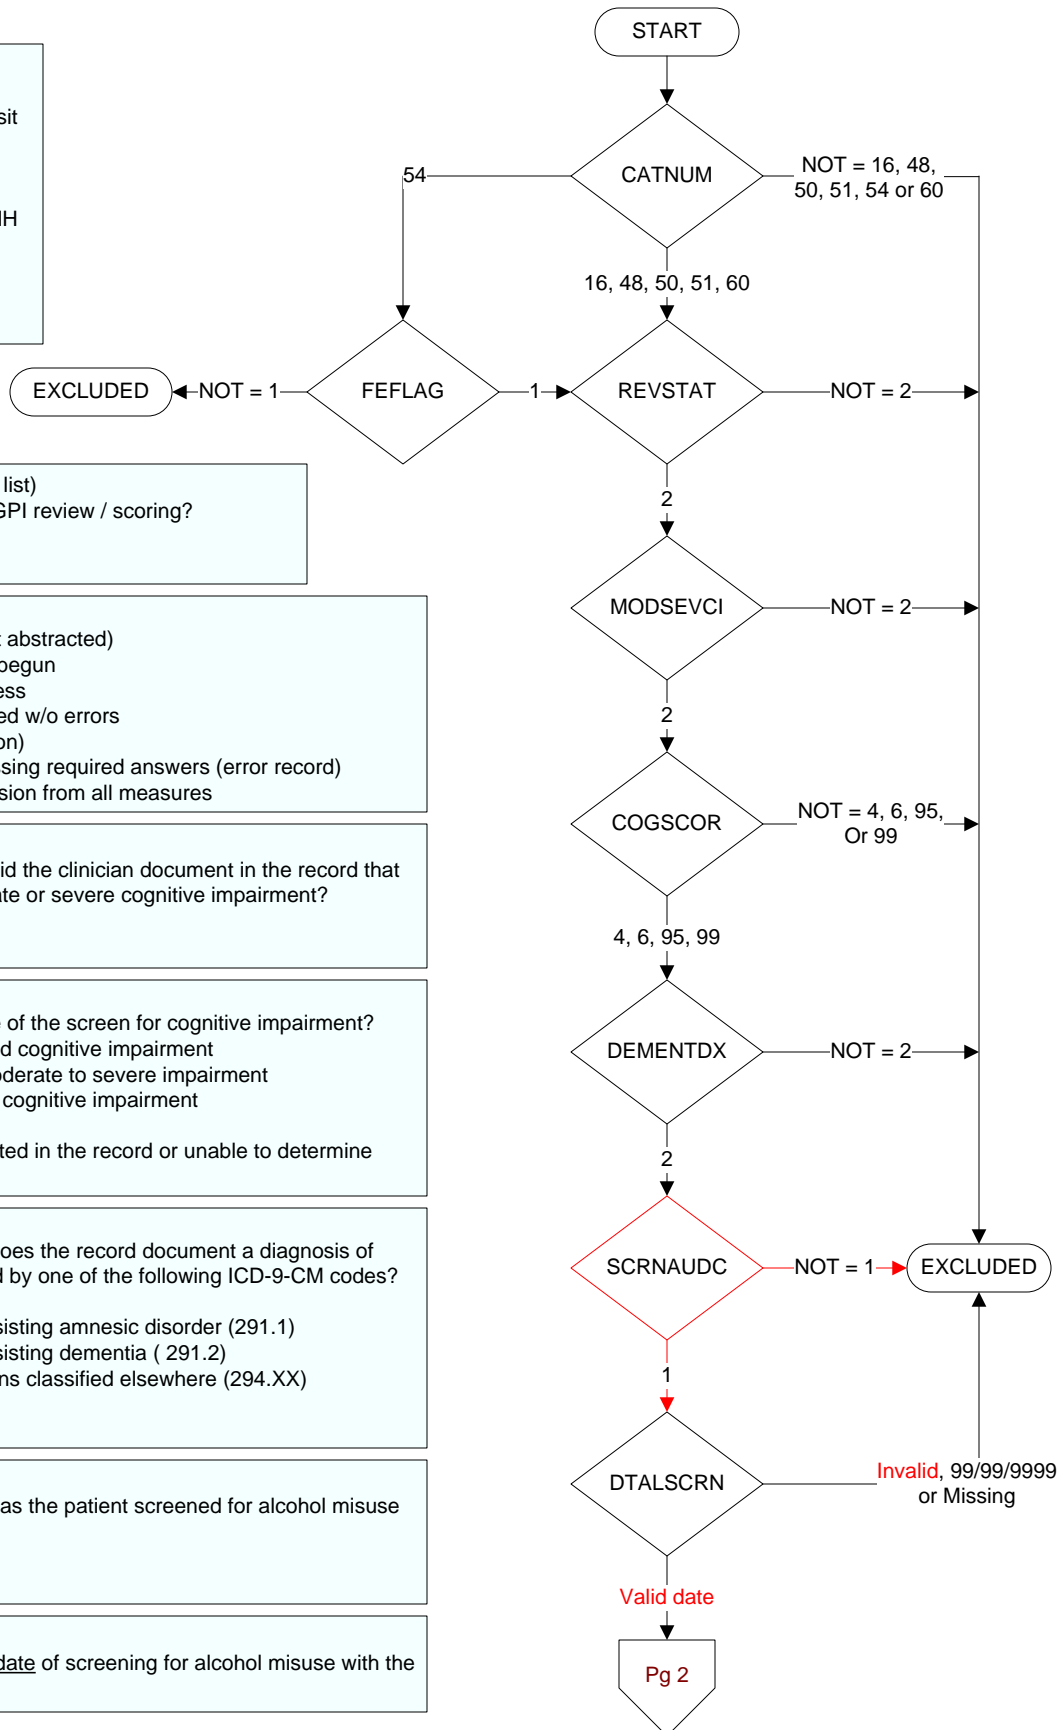 START
CATNUM
NOT = 16, 48,
50, 51, 54 or 60
54
16, 48, 50, 51, 60
EXCLUDED
NOT = 1
FEFLAG
1
REVSTAT
NOT = 2
2
MODSEVCI
NOT = 2
2
COGSCOR
NOT = 4, 6, 95,
Or 99
4, 6, 95, 99
DEMENTDX
NOT = 2
2
SCRNAUDC
NOT = 1
EXCLUDED
1
DTALSCRN
Invalid, 99/99/9999
or Missing
Valid date
Pg 2
sit
list)
GPI review / scoring?
abstracted)
begun
ess
ed w/o errors
on)
sing required answers (error record)
sion from all measures
id the clinician document in the record that
ate or severe cognitive impairment?
e of the screen for cognitive impairment?
d cognitive impairment
oderate to severe impairment
cognitive impairment
ted in the record or unable to determine
oes the record document a diagnosis of
d by one of the following ICD-9-CM codes?
sisting amnesic disorder (291.1)
sisting dementia ( 291.2)
ns classified elsewhere (294.XX)
as the patient screened for alcohol misuse
date of screening for alcohol misuse with the